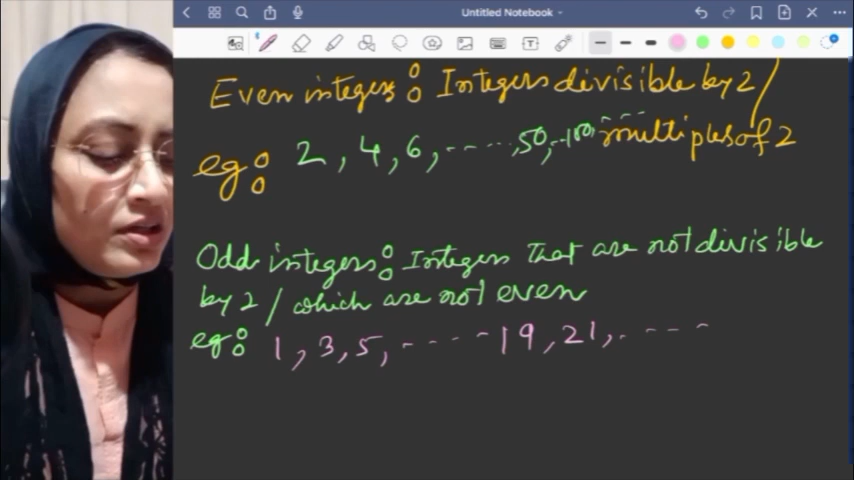 Untitled Notebook
Even integers: Integers divisible by 2 /
eg: 2, 4, 6, ......, 50, ..100, ---- multiples of 2
Odd integers: Integers that are not divisible
by 2 / which are not even
eg: 1, 3, 5, ----- 19, 21, .----